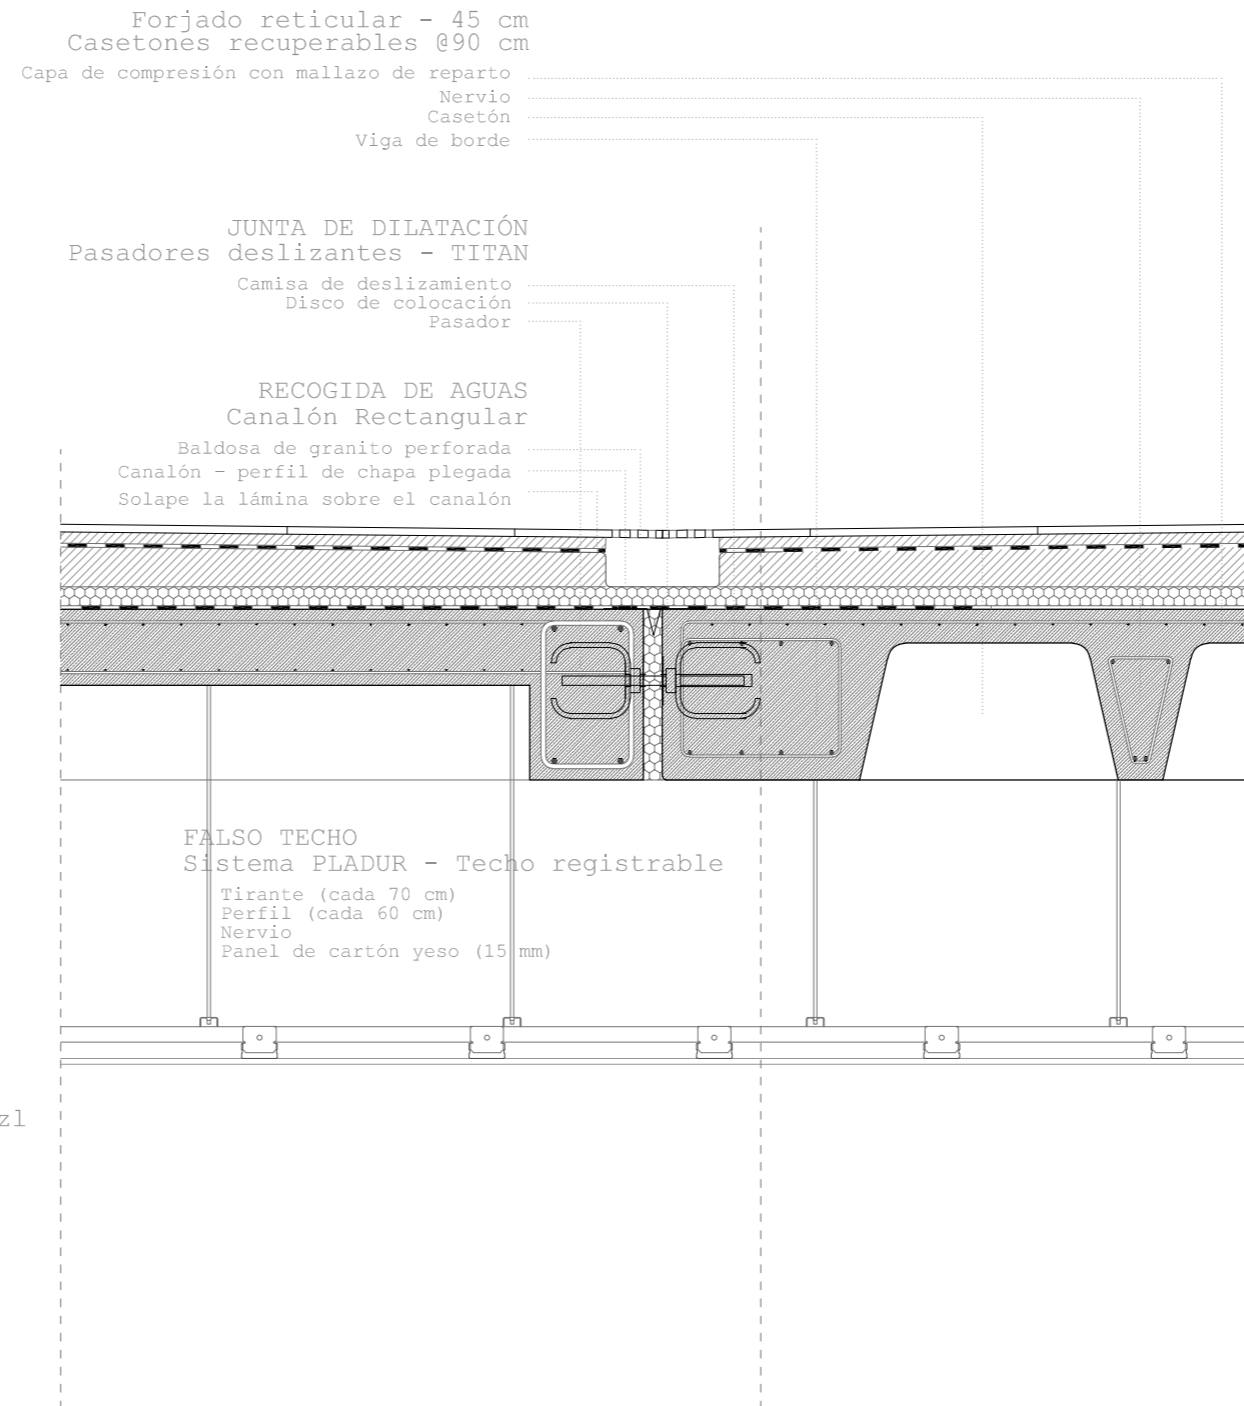 Forjado reticular - 45 cm
Casetones recuperables @90 cm
Capa de compresión con mallazo de reparto
Nervio
Casetón
Viga de borde
JUNTA DE DILATACIÓN
Pasadores deslizantes - TITAN
Camisa de deslizamiento
Disco de colocación
Pasador
RECOGIDA DE AGUAS
Canalón Rectangular
Baldosa de granito perforada
Canalón - perfil de chapa plegada
Solape la lámina sobre el canalón
FALSO TECHO
Sistema PLADUR - Techo registrable
Tirante (cada 70 cm)
Perfil (cada 60 cm)
Nervio
Panel de cartón yeso (15 mm)
zl